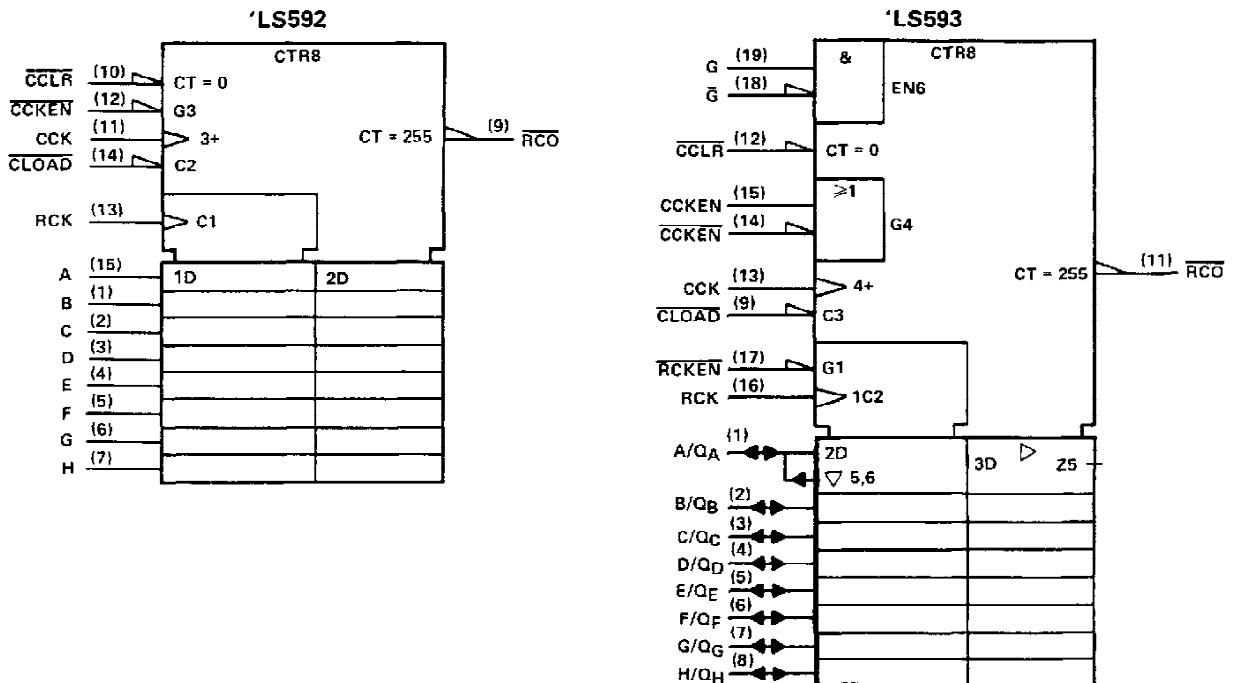 'LS592
CTR8
CCLR (10) CT = 0
CCKEN (12) G3
CCK (11) 3+
CT = 255 (9) RCO
CLOAD (14) C2
RCK (13) C1
A (15) 1D 2D
B (1)
C (2)
D (3)
E (4)
F (5)
G (6)
H (7)
'LS593
CTR8
G (19) &
G (18) EN6
CCLR (12) CT = 0
CCKEN (15) ≥1
CCKEN (14) G4
CCK (13) 4+
CT = 255 (11) RCO
CLOAD (9) C3
RCKEN (17) G1
RCK (16) 1C2
A/QA (1) 2D 3D ▷ Z5
▽ 5,6
B/QB (2)
C/QC (3)
D/QD (4)
E/QE (5)
F/QF (6)
G/QG (7)
H/QH (8)